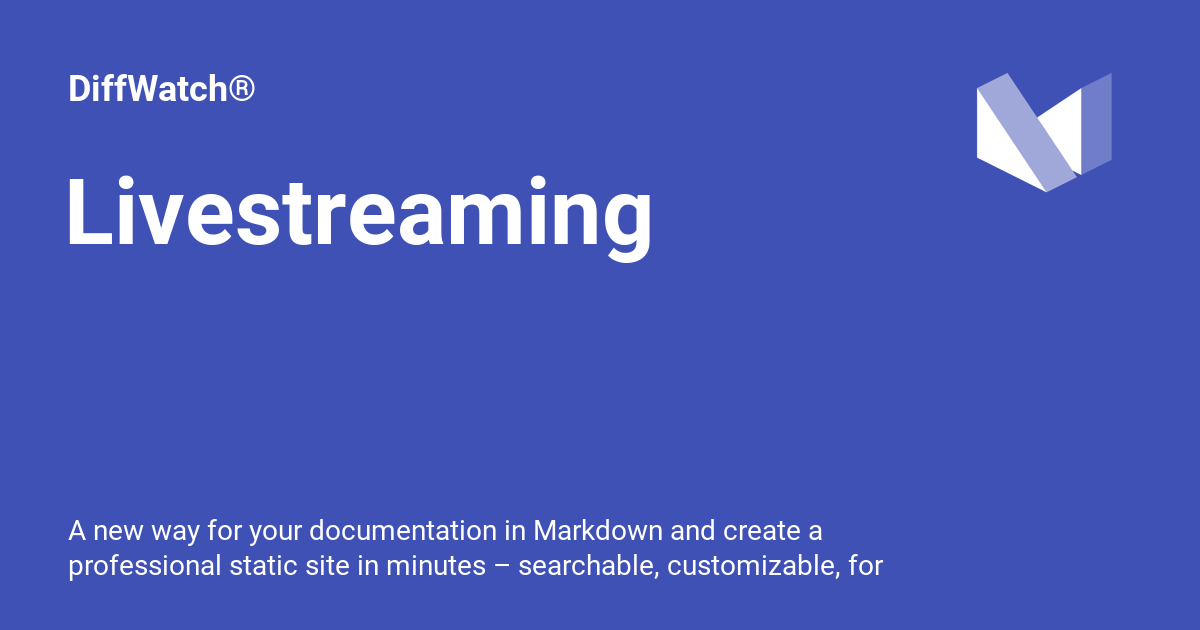 DiffWatch®
Livestreaming
A new way for your documentation in Markdown and create a
professional static site in minutes – searchable, customizable, for